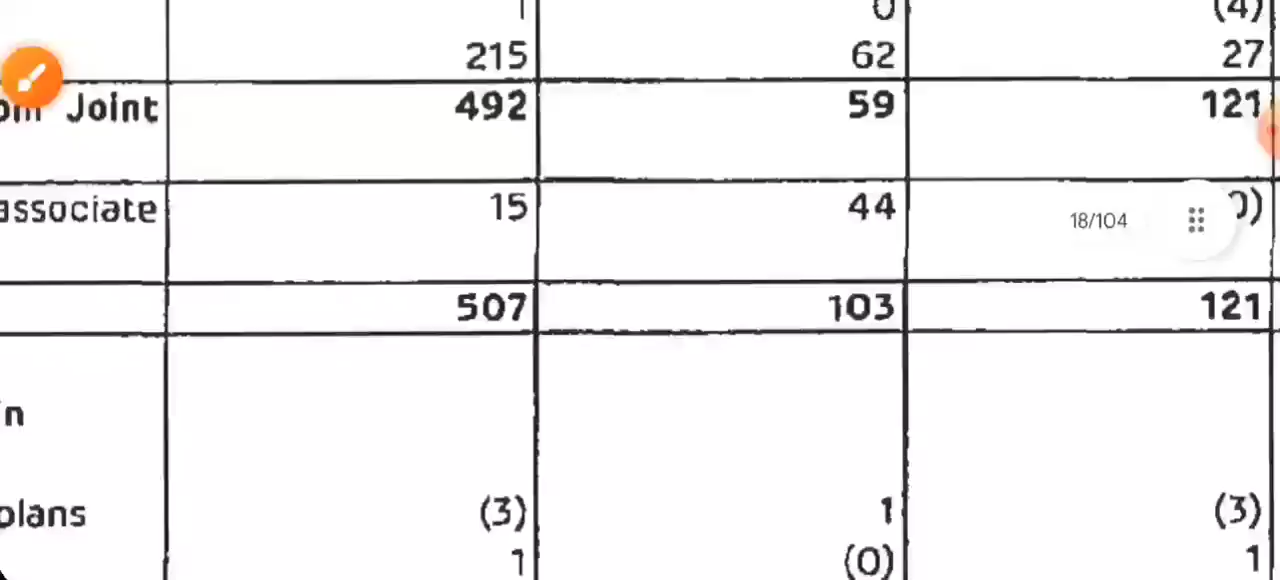 1 0 (4)
215 62 27
Joint 492 59 121
associate 15 44 0)
18/104
507 103 121
n
plans (3) 1 (3)
1 (0) 1